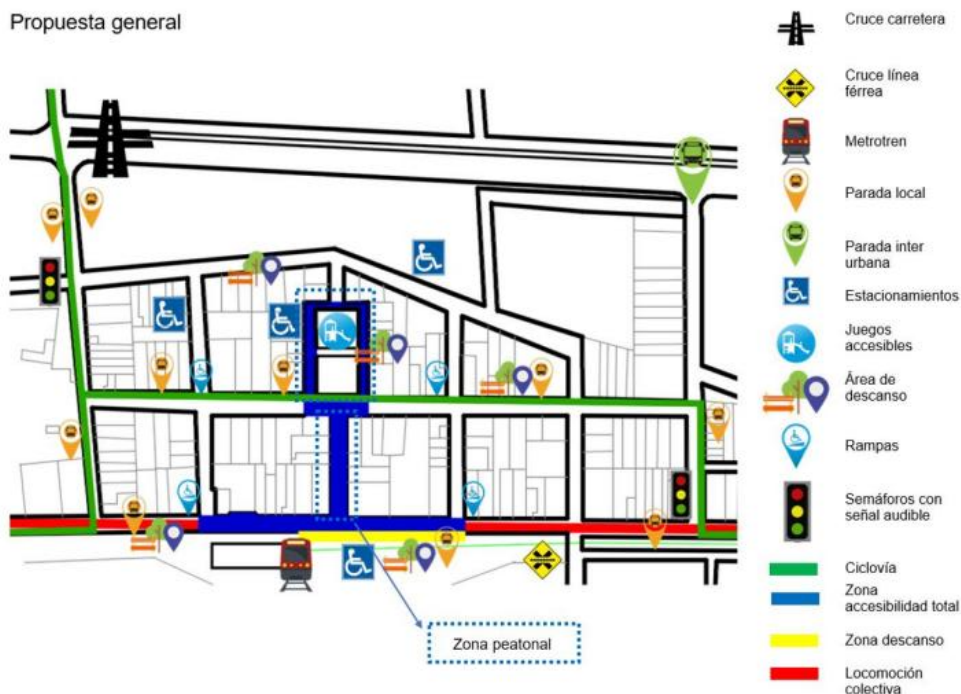 Propuesta general
Cruce carretera
Cruce línea
férrea
Metrotren
Parada local
Parada inter
urbana
Estacionamientos
Juegos
accesibles
Área de
descanso
Rampas
Semáforos con
señal audible
Ciclovía
Zona
accesibilidad total
Zona descanso
Locomoción
colectiva
Zona peatonal